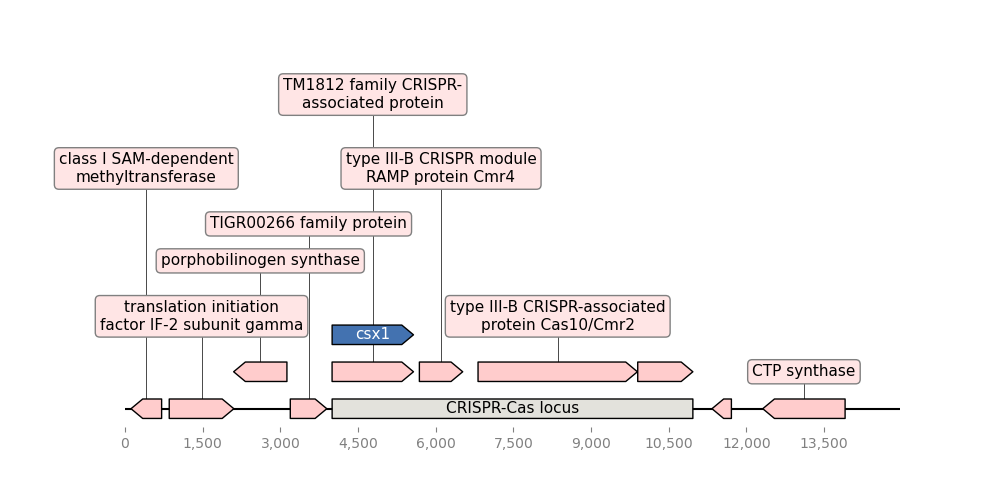 TM1812 family CRISPR-
associated protein
class I SAM-dependent
methyltransferase
type III-B CRISPR module
RAMP protein Cmr4
TIGR00266 family protein
porphobilinogen synthase
translation initiation
factor IF-2 subunit gamma
type III-B CRISPR-associated
protein Cas10/Cmr2
csx1
CTP synthase
CRISPR-Cas locus
0 1,500 3,000 4,500 6,000 7,500 9,000 10,500 12,000 13,500